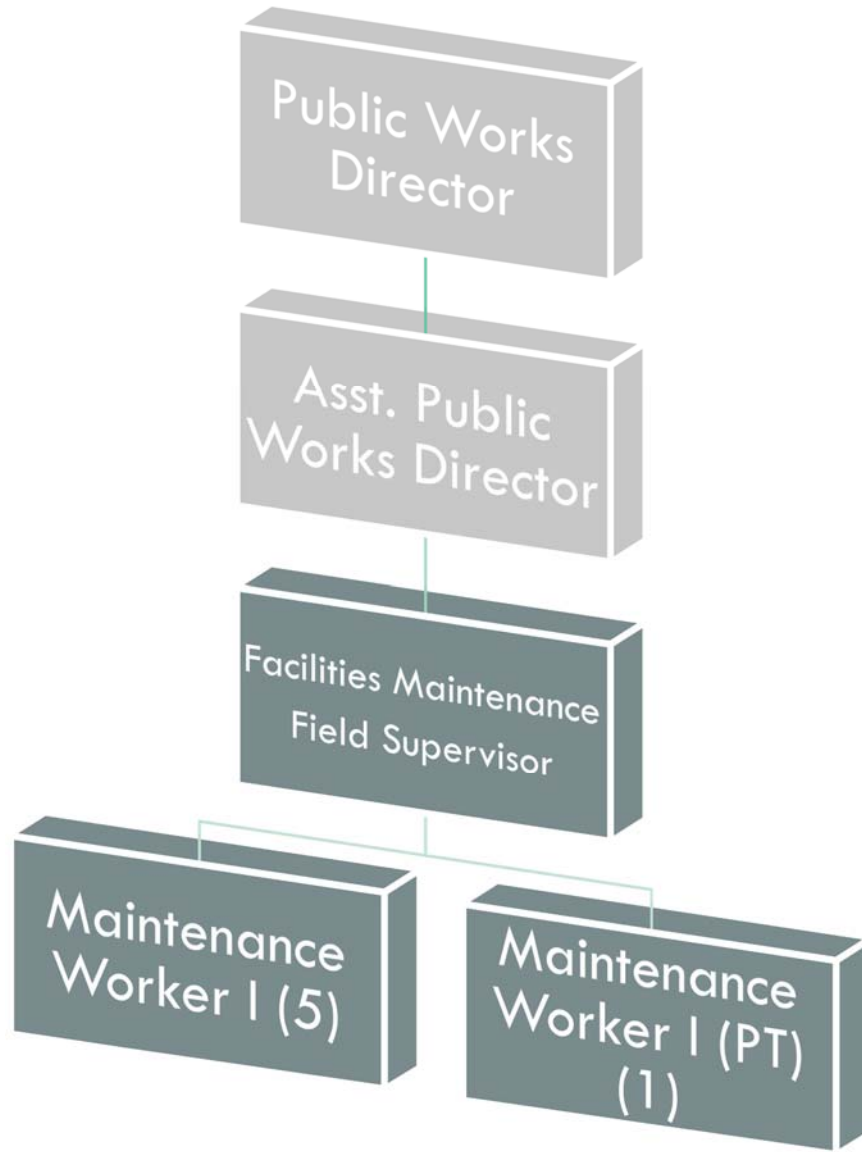 Public Works
Director
Asst. Public
Works Director
Facilities Maintenance
Field Supervisor
Maintenance
Worker I (5)
Maintenance
Worker I (PT)
(1)